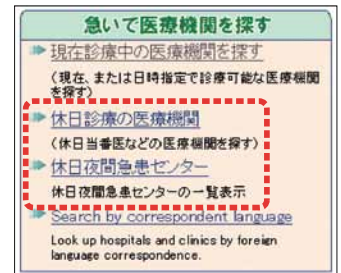 急いで医療機関を探す
現在診療中の医療機関を探す
(現在、または日時指定で診療可能な医療機関
を探す)
休日診療の医療機関
(休日当番医などの医療機関を探す)
休日夜間急患センター
休日夜間急患センターの一覧表示
Search by correspondent language
Look up hospitals and clinics by foreign
language correspondence.